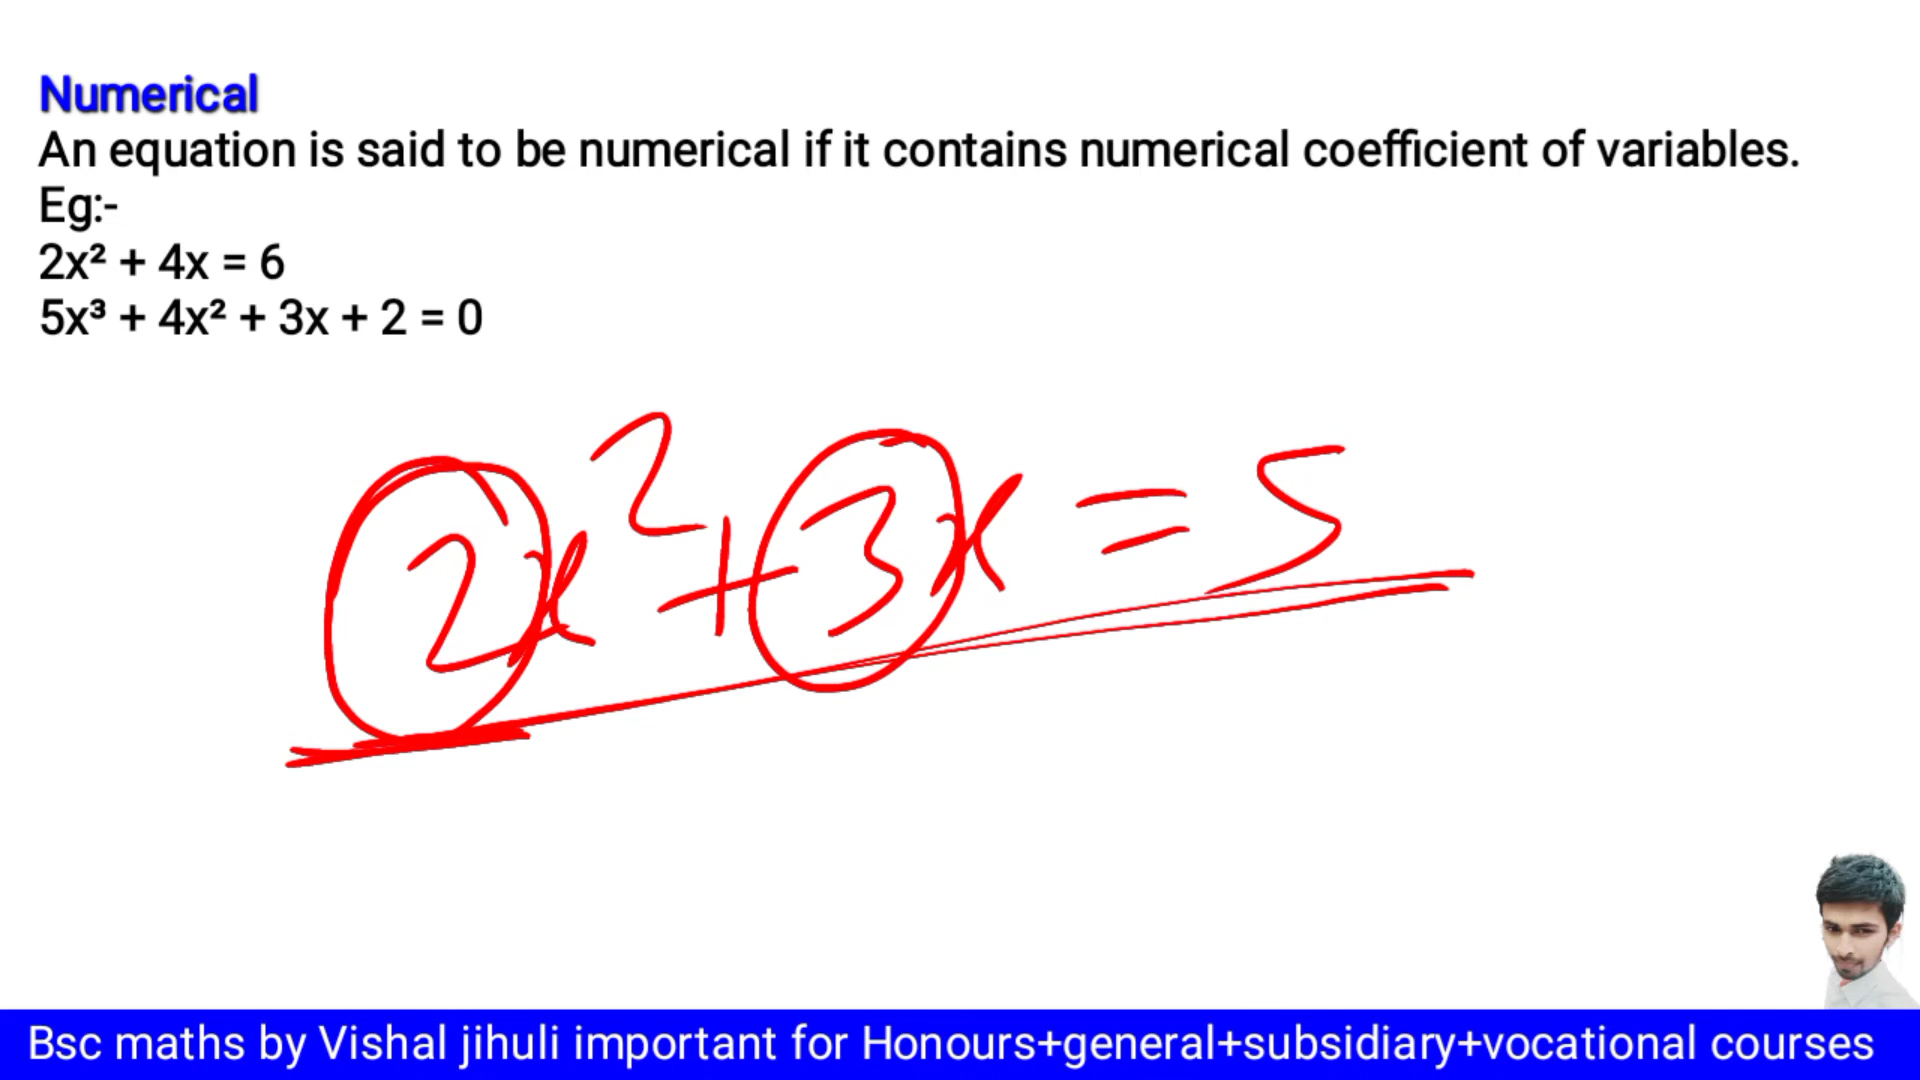 Numerical
An equation is said to be numerical if it contains numerical coefficient of variables.
Eg:-
2x² + 4x = 6
5x³ + 4x² + 3x + 2 = 0
2x² + 3x = 5
Bsc maths by Vishal jihuli important for Honours+general+subsidiary+vocational courses